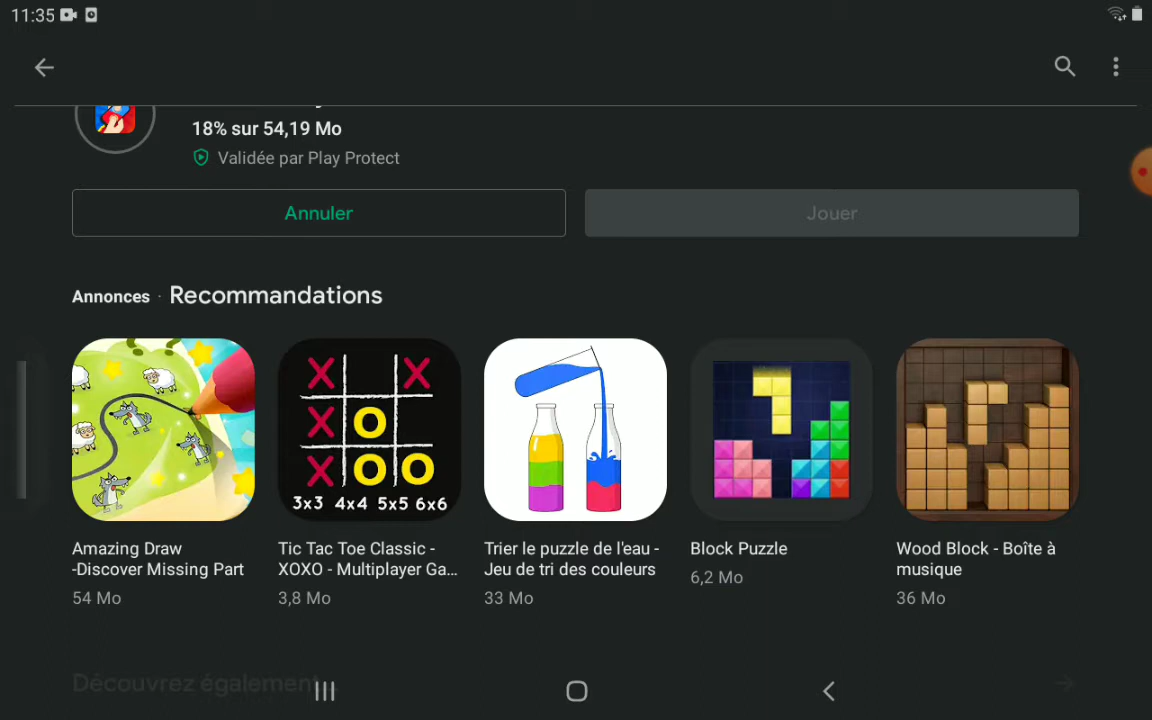 11:35
18% sur 54,19 Mo
Validée par Play Protect
Annuler
Jouer
Annonces · Recommandations
3x3 4x4 5x5 6x6
Amazing Draw
-Discover Missing Part
54 Mo
Tic Tac Toe Classic -
XOXO - Multiplayer Ga...
3,8 Mo
Trier le puzzle de l'eau -
Jeu de tri des couleurs
33 Mo
Block Puzzle
6,2 Mo
Wood Block - Boîte à
musique
36 Mo
Découvrez également...